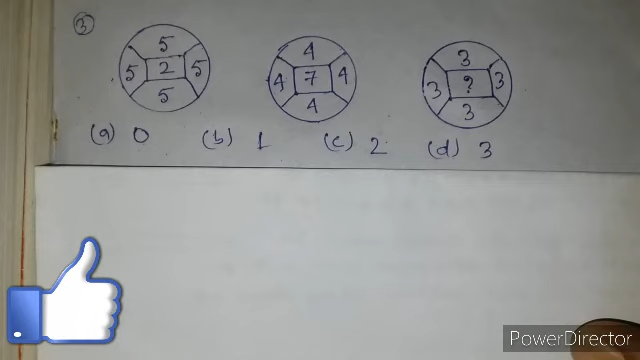 3
5 4 3
5 2 5 4 7 4 3 ? 3
5 4 3
(a) 0 (b) 1 (c) 2 (d) 3
PowerDirector